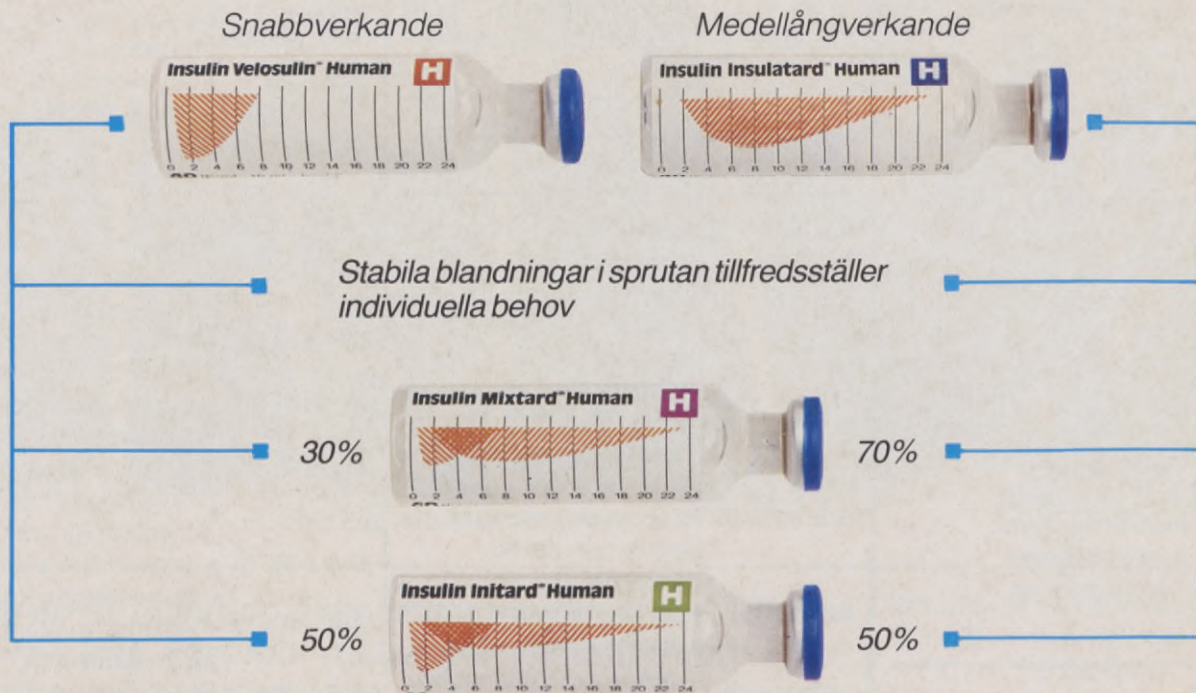 Snabbverkande
Medellångverkande
Insulin Velosulin™ Human H
0 2 4 6 8 10 12 14 16 18 20 22 24
Insulin Insulatard™ Human H
0 2 4 6 8 10 12 14 16 18 20 22 24
Stabila blandningar i sprutan tillfredsställer
individuella behov
Insulin Mixtard™ Human H
30%
70%
0 2 4 6 8 10 12 14 16 18 20 22 24
Insulin Initard™ Human H
50%
50%
0 2 4 6 8 10 12 14 16 18 20 22 24